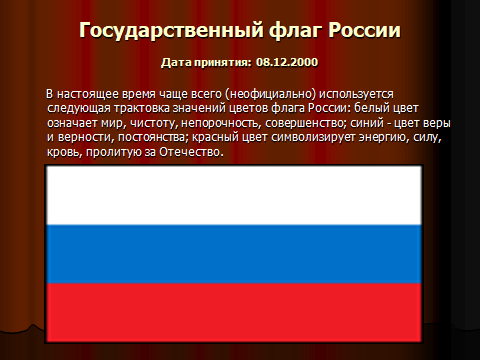 Государственный флаг России
Дата принятия: 08.12.2000
В настоящее время чаще всего (неофициально) используется
следующая трактовка значений цветов флага России: белый цвет
означает мир, чистоту, непорочность, совершенство; синий - цвет веры
и верности, постоянства; красный цвет символизирует энергию, силу,
кровь, пролитую за Отечество.